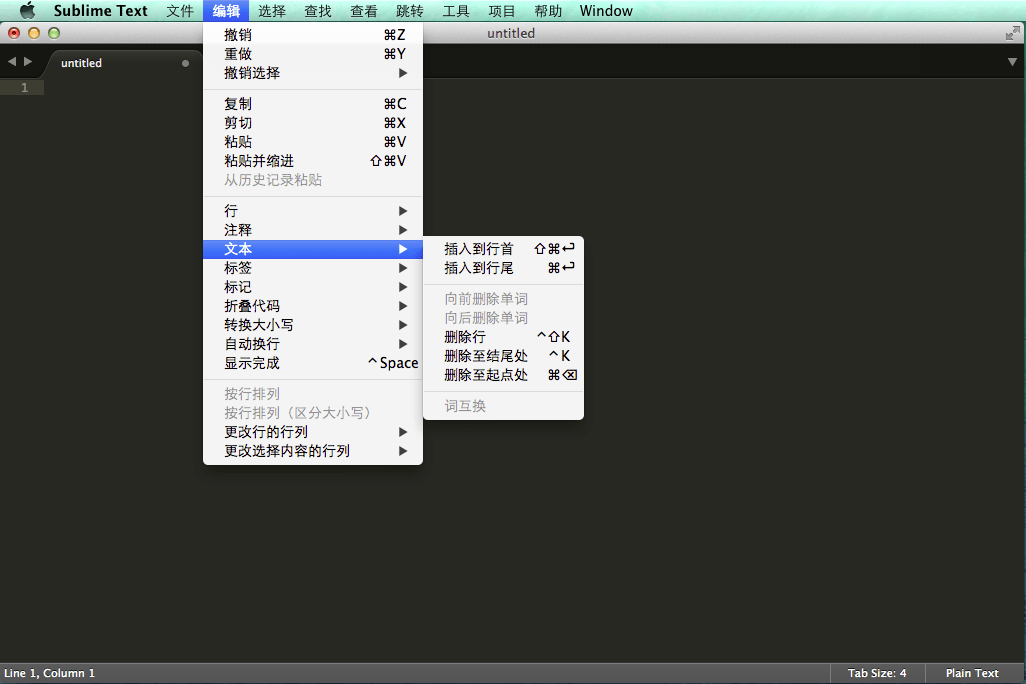 Sublime Text 文件 编辑 选择 查找 查看 跳转 工具 项目 帮助 Window
untitled
untitled
1
撤销 ⌘Z
重做 ⌘Y
撤销选择 ▶
复制 ⌘C
剪切 ⌘X
粘贴 ⌘V
粘贴并缩进 ⇧⌘V
从历史记录粘贴
行 ▶
注释 ▶
文本 ▶
标签 ▶
标记 ▶
折叠代码 ▶
转换大小写 ▶
自动换行 ▶
显示完成 ^Space
按行排列
按行排列（区分大小写）
更改行的行列 ▶
更改选择内容的行列 ▶
插入到行首 ⇧⌘↩
插入到行尾 ⌘↩
向前删除单词
向后删除单词
删除行 ^⇧K
删除至结尾处 ^K
删除至起点处 ⌘⌫
词互换
Line 1, Column 1 Tab Size: 4 Plain Text